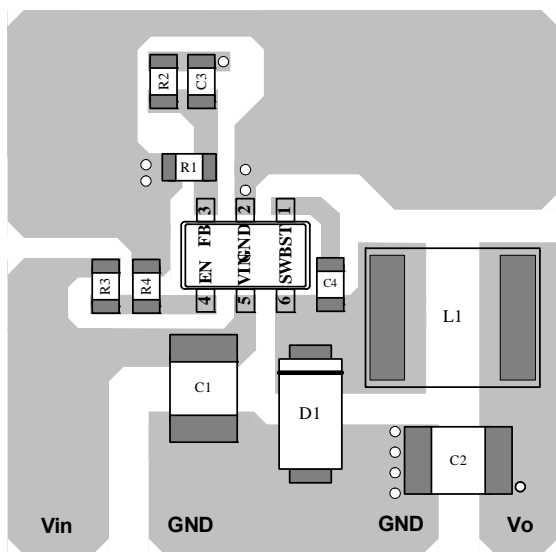 R2
C3
R1
3
2
1
FB
GND
BST
EN
VIN
SW
4
5
6
R3
R4
C4
L1
C1
D1
C2
Vin
GND
GND
Vo